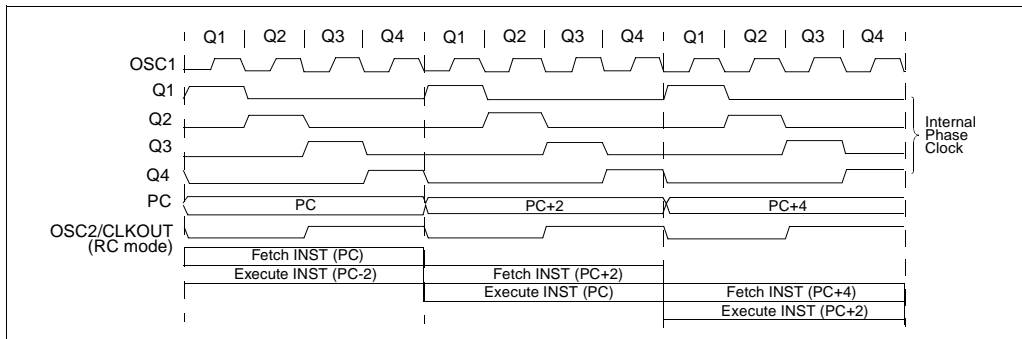 Q1 Q2 Q3 Q4 Q1 Q2 Q3 Q4 Q1 Q2 Q3 Q4
OSC1
Q1
Q2
Q3
Q4
Internal
Phase
Clock
PC PC PC+2 PC+4
OSC2/CLKOUT
(RC mode)
Fetch INST (PC)
Execute INST (PC-2) Fetch INST (PC+2)
Execute INST (PC) Fetch INST (PC+4)
Execute INST (PC+2)